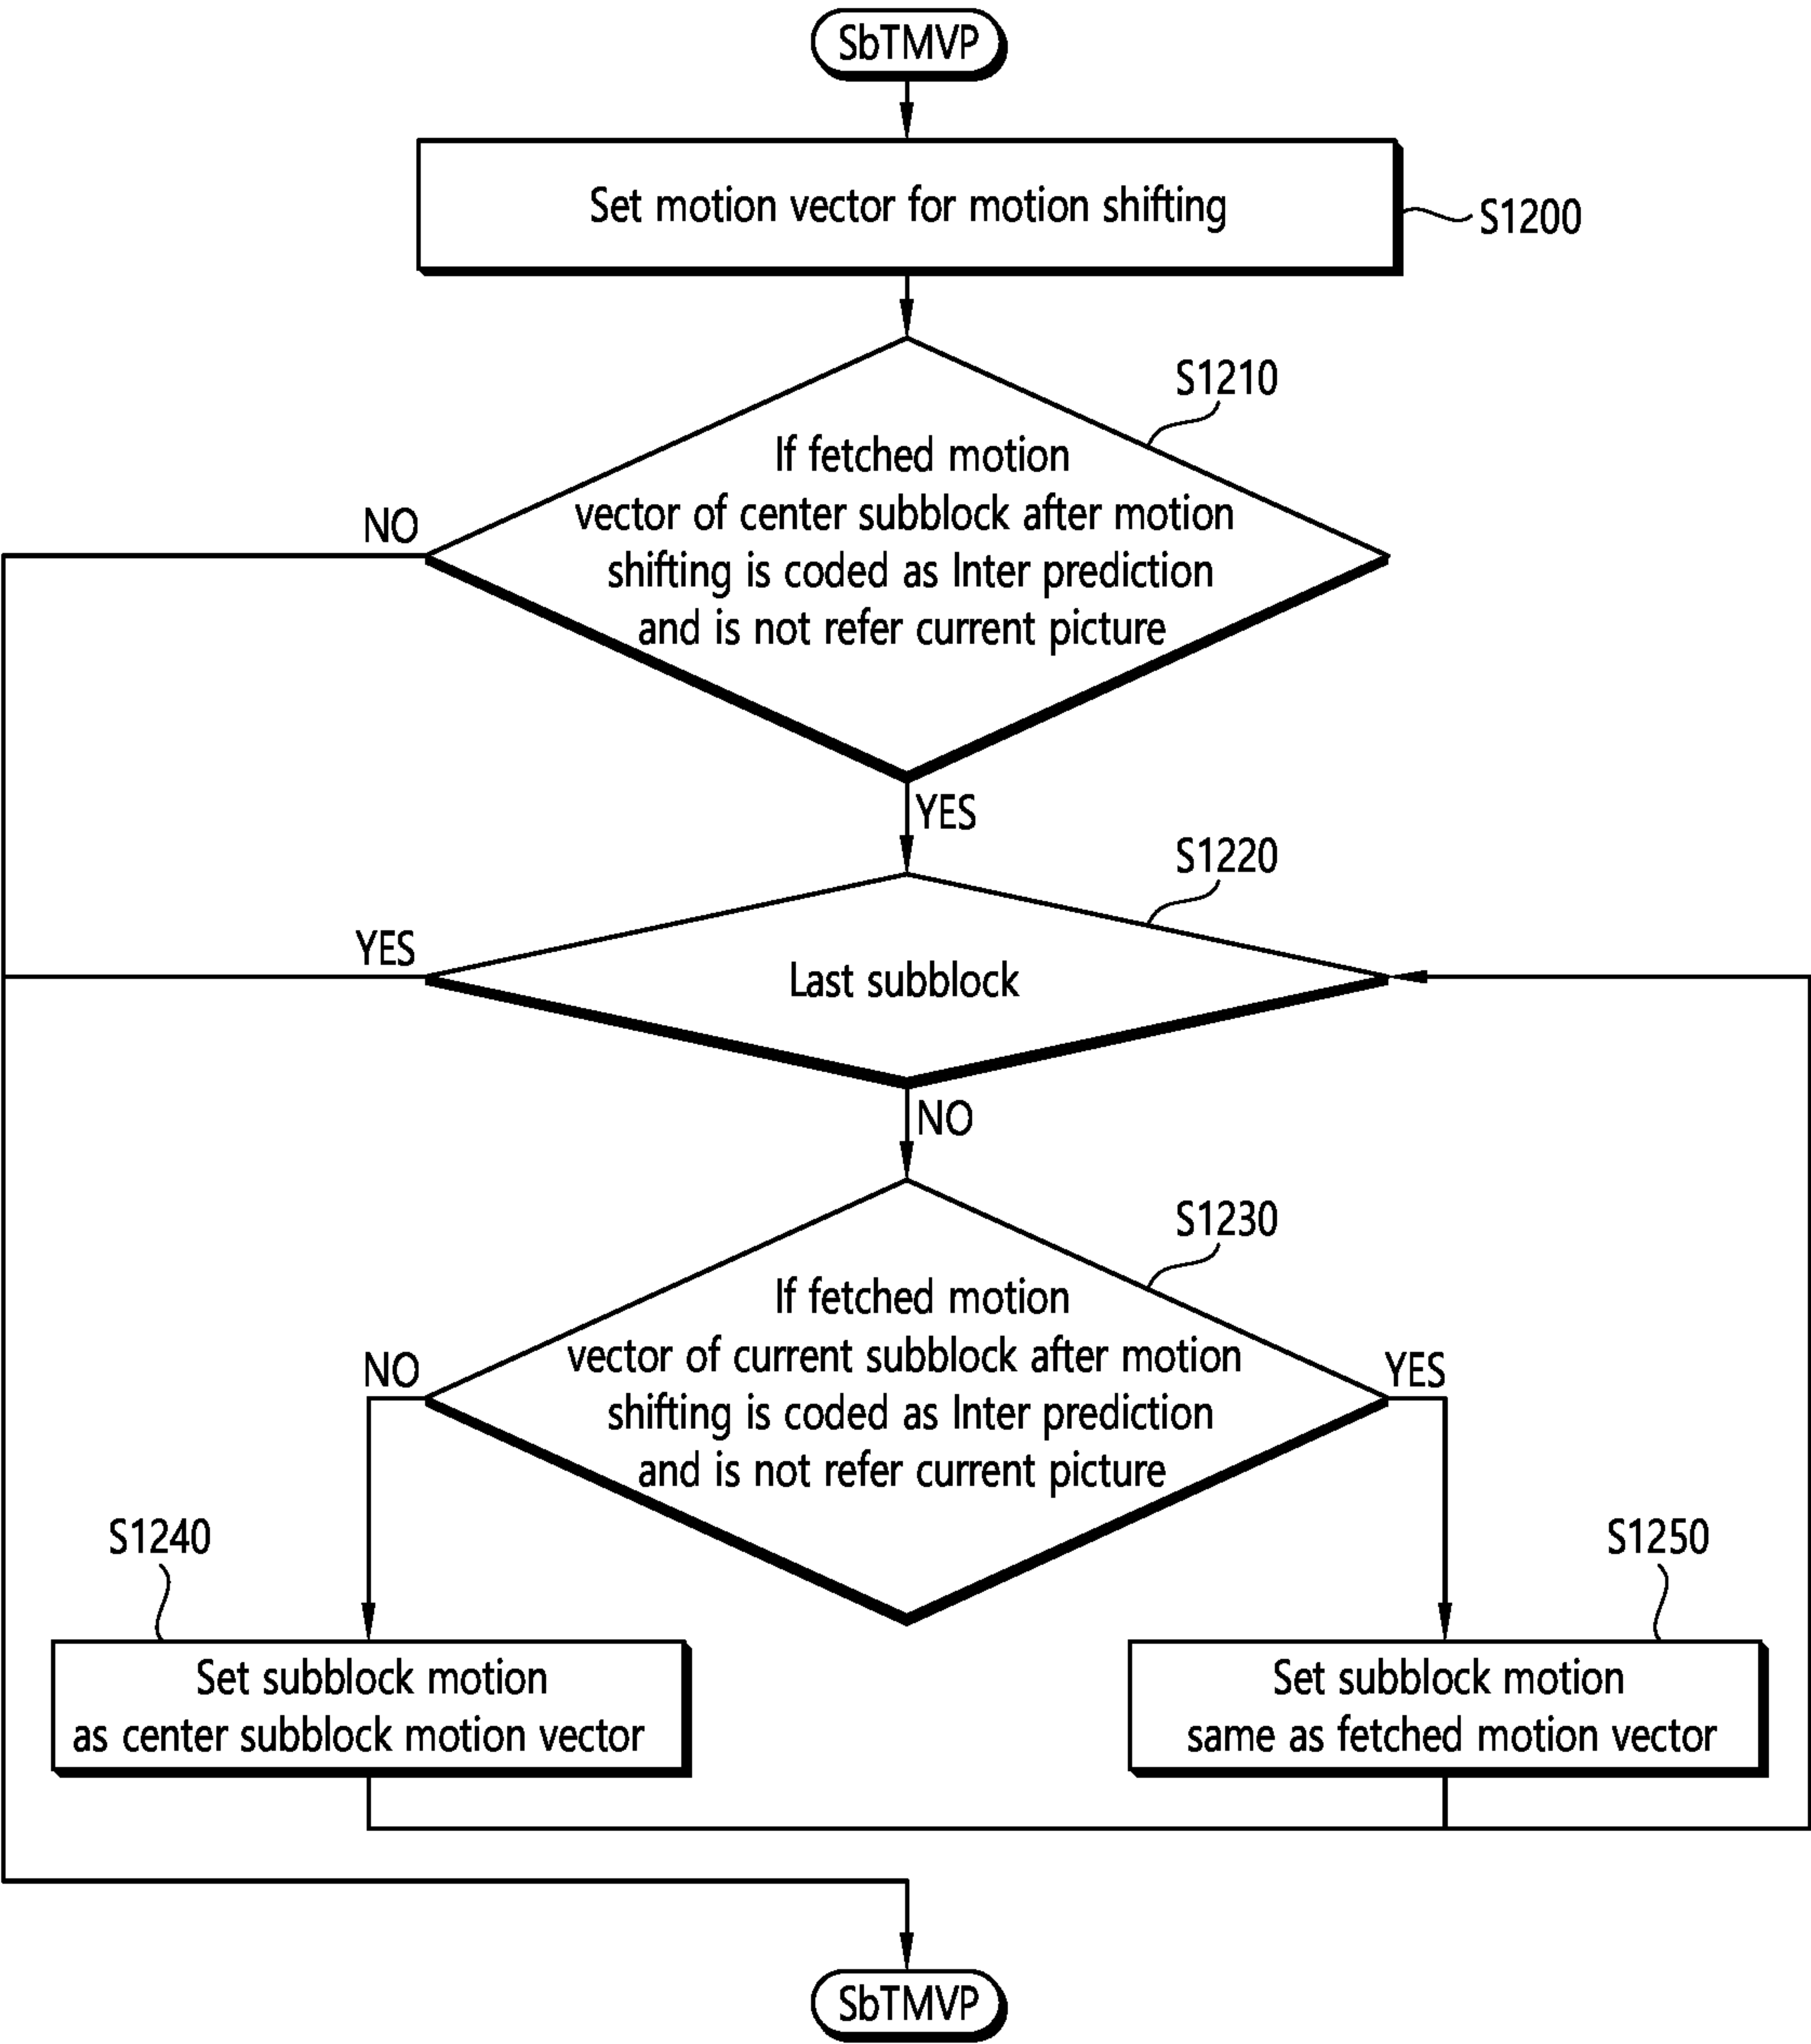 SbTMVP
Set motion vector for motion shifting
S1200
S1210
If fetched motion
vector of center subblock after motion
shifting is coded as Inter prediction
and is not refer current picture
NO
YES
S1220
YES
Last subblock
NO
S1230
If fetched motion
vector of current subblock after motion
shifting is coded as Inter prediction
and is not refer current picture
NO
YES
S1240
S1250
Set subblock motion
as center subblock motion vector
Set subblock motion
same as fetched motion vector
SbTMVP